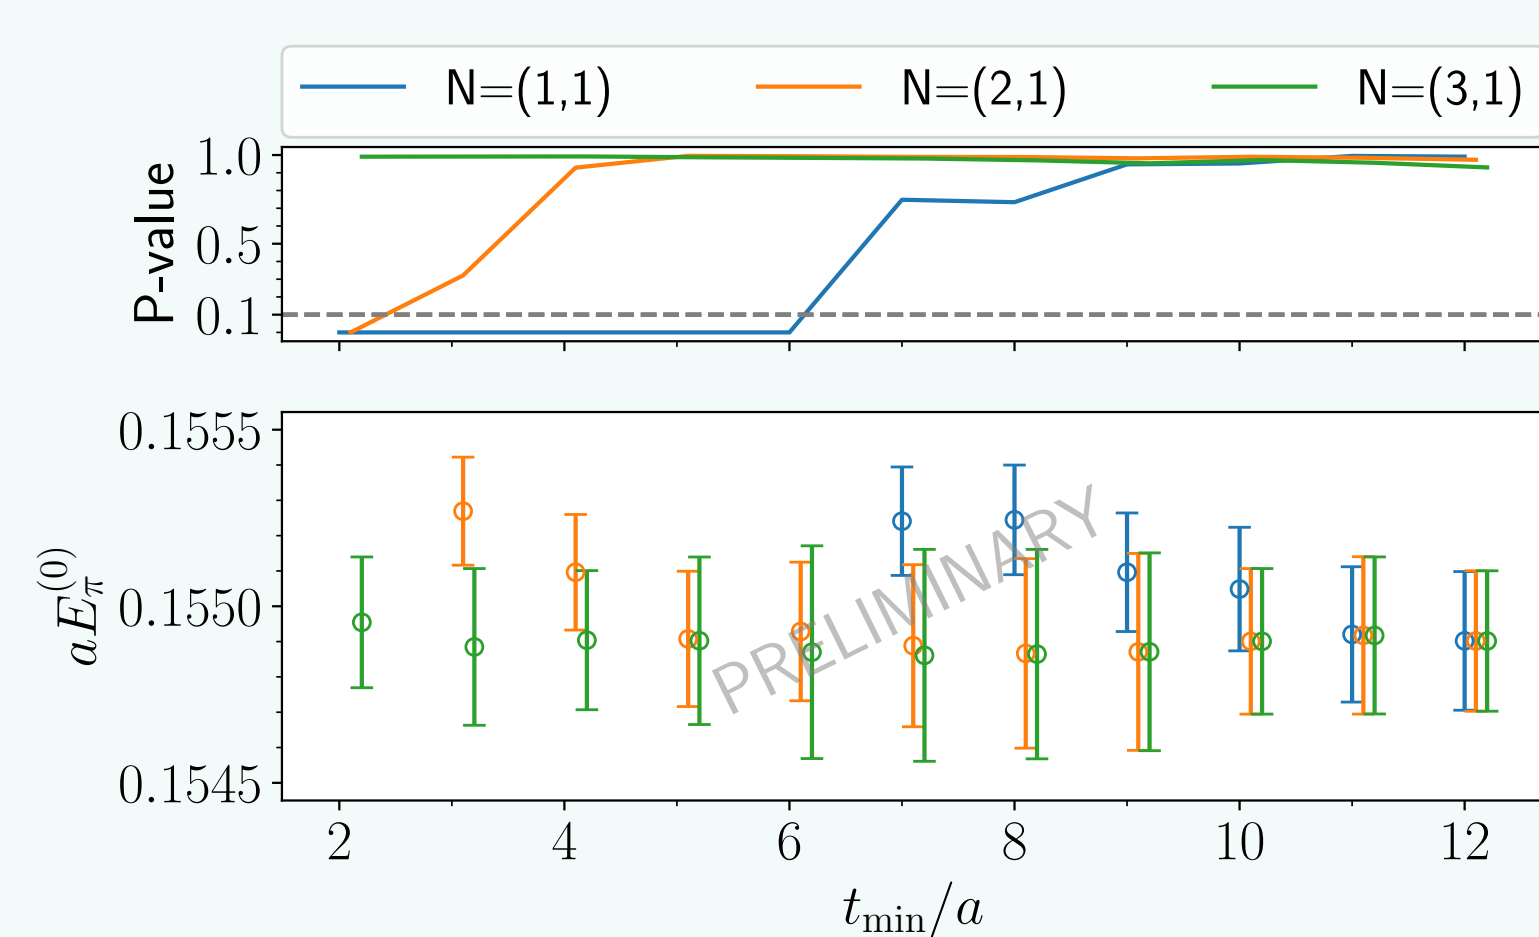 N=(1,1) N=(2,1) N=(3,1)
P-value
1.0
0.5
0.1
aE_π^(0)
0.1555
0.1550
0.1545
PRELIMINARY
2 4 6 8 10 12
t_min/a